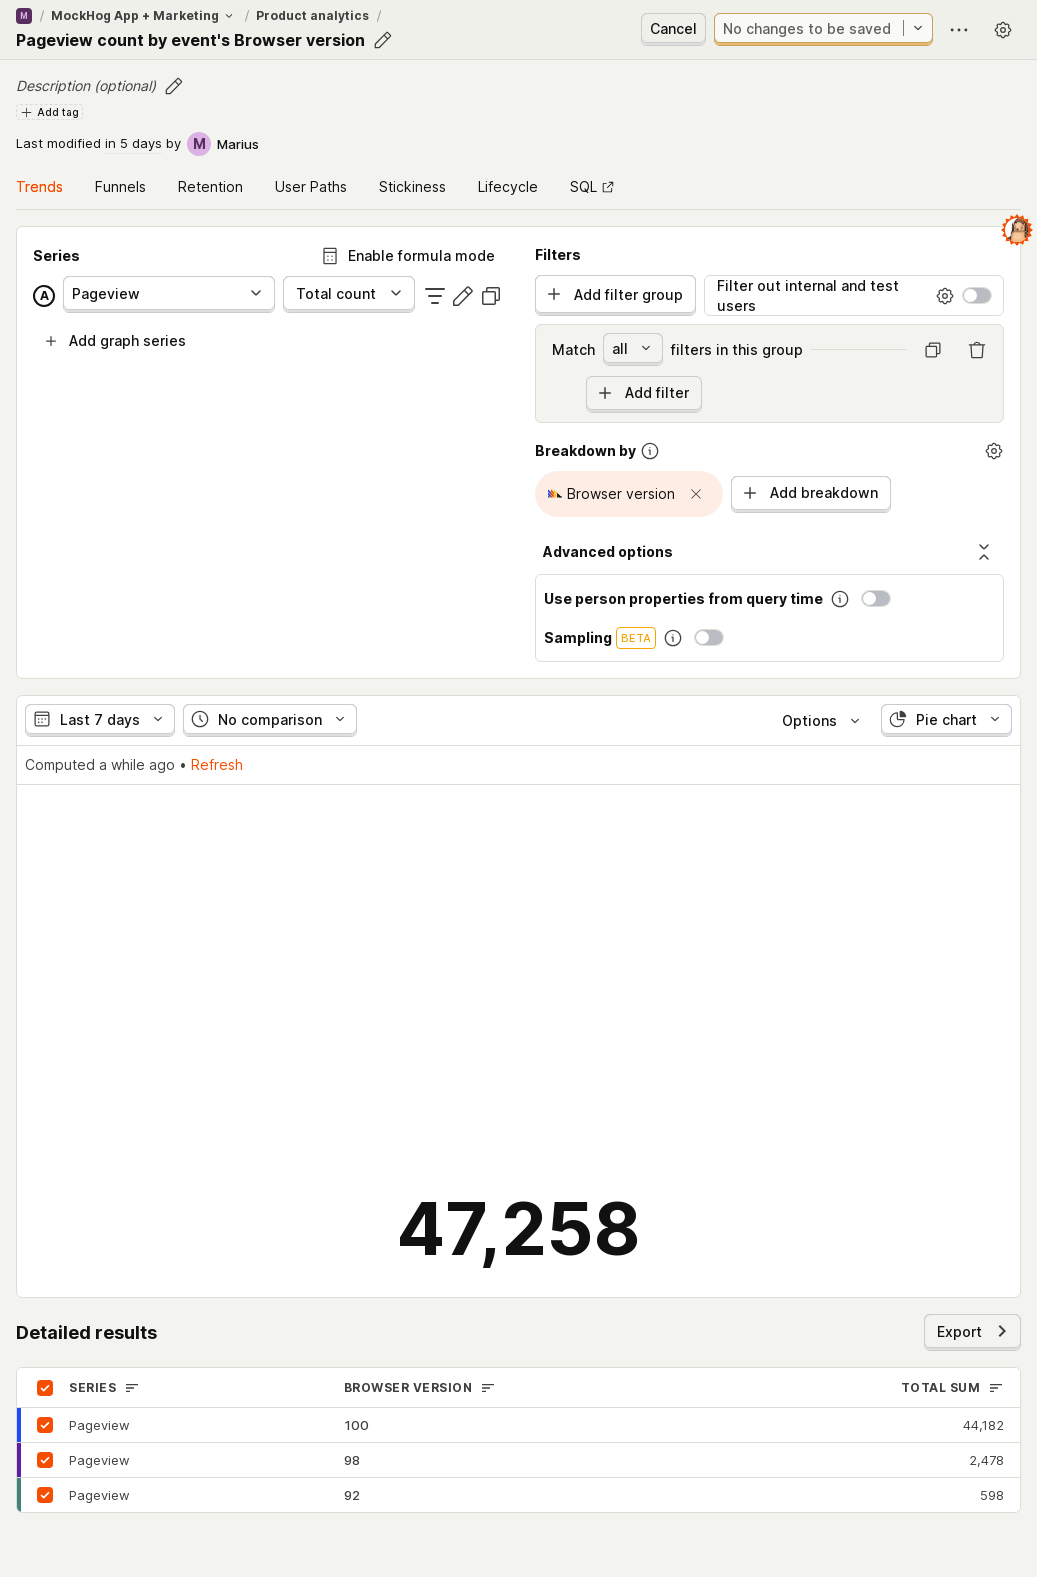 M / MockHog App + Marketing / Product analytics /
Pageview count by event's Browser version
Cancel
No changes to be saved
Description (optional)
Add tag
Last modified in 5 days by M Marius
Trends Funnels Retention User Paths Stickiness Lifecycle SQL
Series
Enable formula mode
A Pageview Total count
Add graph series
Filters
Add filter group
Filter out internal and test
users
Match all filters in this group
Add filter
Breakdown by
Browser version
Add breakdown
Advanced options
Use person properties from query time
Sampling BETA
Last 7 days No comparison Options Pie chart
Computed a while ago • Refresh
47,258
Detailed results
Export
SERIES BROWSER VERSION TOTAL SUM
Pageview 100 44,182
Pageview 98 2,478
Pageview 92 598